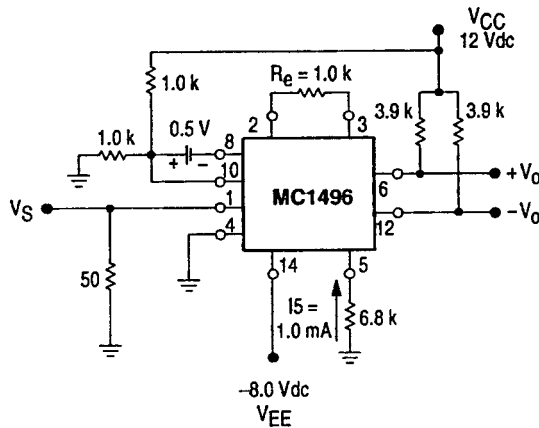 VCC
12 Vdc
1.0 k
Re = 1.0 k
3.9 k
3.9 k
1.0 k
0.5 V
+
-
8
2
3
10
6
+Vo
VS
1
MC1496
4
12
-Vo
50
14
5
I5 =
1.0 mA
6.8 k
-8.0 Vdc
VEE